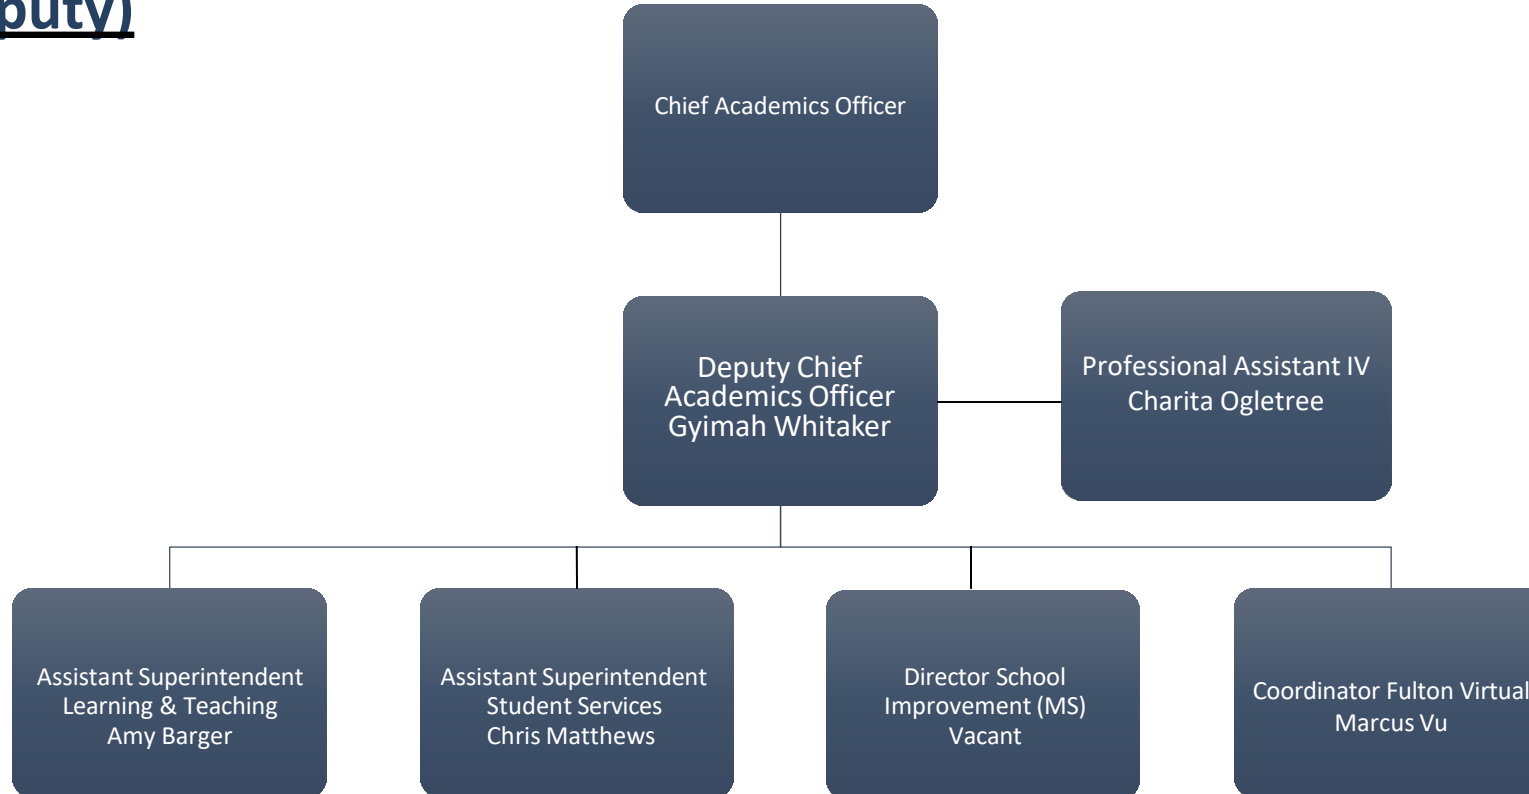 puty)
Chief Academics Officer
Deputy Chief
Academics Officer
Gyimah Whitaker
Professional Assistant IV
Charita Ogletree
Assistant Superintendent
Learning & Teaching
Amy Barger
Assistant Superintendent
Student Services
Chris Matthews
Director School
Improvement (MS)
Vacant
Coordinator Fulton Virtual
Marcus Vu